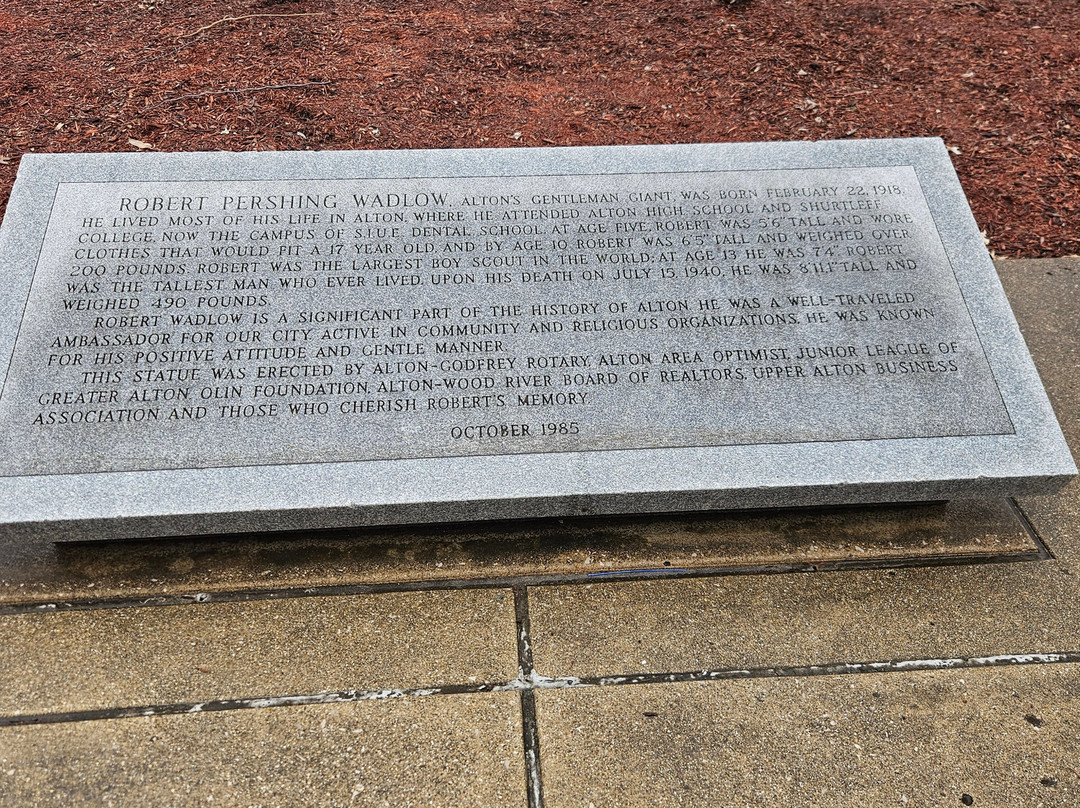 ROBERT PERSHING WADLOW, ALTON'S GENTLEMAN GIANT, WAS BORN FEBRUARY 22, 1918.
HE LIVED MOST OF HIS LIFE IN ALTON, WHERE HE ATTENDED ALTON HIGH SCHOOL AND SHURTLEFF
COLLEGE, NOW THE CAMPUS OF S.I.U.E. DENTAL SCHOOL. AT AGE FIVE, ROBERT WAS 5'6" TALL AND WORE
CLOTHES THAT WOULD FIT A 17 YEAR OLD, AND BY AGE 10 ROBERT WAS 6'5" TALL AND WEIGHED OVER
200 POUNDS. ROBERT WAS THE LARGEST BOY SCOUT IN THE WORLD; AT AGE 13 HE WAS 7'4". ROBERT
WAS THE TALLEST MAN WHO EVER LIVED. UPON HIS DEATH ON JULY 15, 1940, HE WAS 8'11.1" TALL AND
WEIGHED 490 POUNDS.
ROBERT WADLOW IS A SIGNIFICANT PART OF THE HISTORY OF ALTON. HE WAS A WELL-TRAVELED
AMBASSADOR FOR OUR CITY, ACTIVE IN COMMUNITY AND RELIGIOUS ORGANIZATIONS. HE WAS KNOWN
FOR HIS POSITIVE ATTITUDE AND GENTLE MANNER.
THIS STATUE WAS ERECTED BY ALTON-GODFREY ROTARY, ALTON AREA OPTIMIST, JUNIOR LEAGUE OF
GREATER ALTON, OLIN FOUNDATION, ALTON-WOOD RIVER BOARD OF REALTORS, UPPER ALTON BUSINESS
ASSOCIATION AND THOSE WHO CHERISH ROBERT'S MEMORY.
OCTOBER 1985